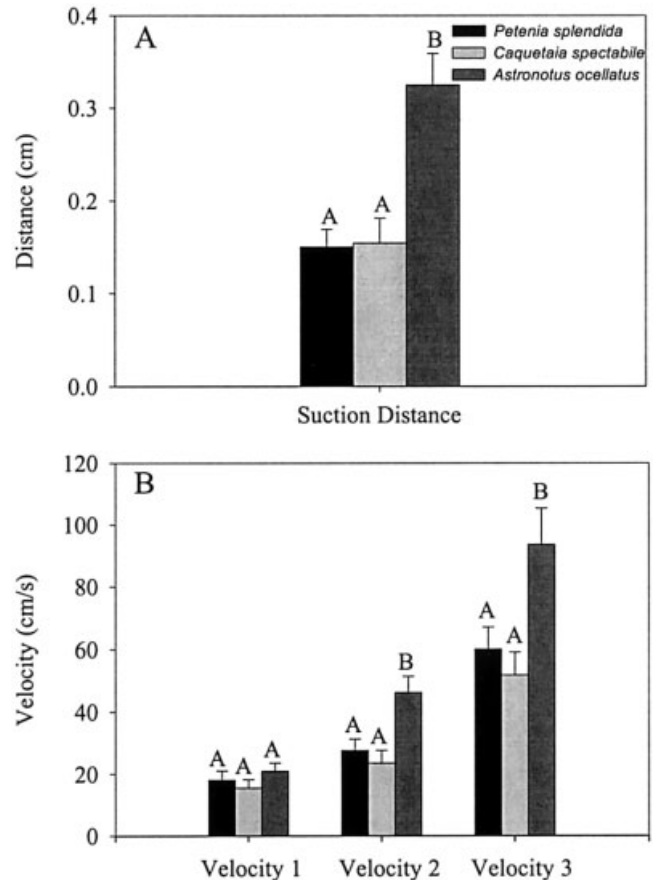 A
Petenia splendida
Caquetaia spectabile
Astronotus ocellatus
Distance (cm)
0.4
0.3
0.2
0.1
0.0
A
A
B
Suction Distance
B
Velocity (cm/s)
120
100
80
60
40
20
0
A
A
A
A
A
B
A
A
B
Velocity 1
Velocity 2
Velocity 3